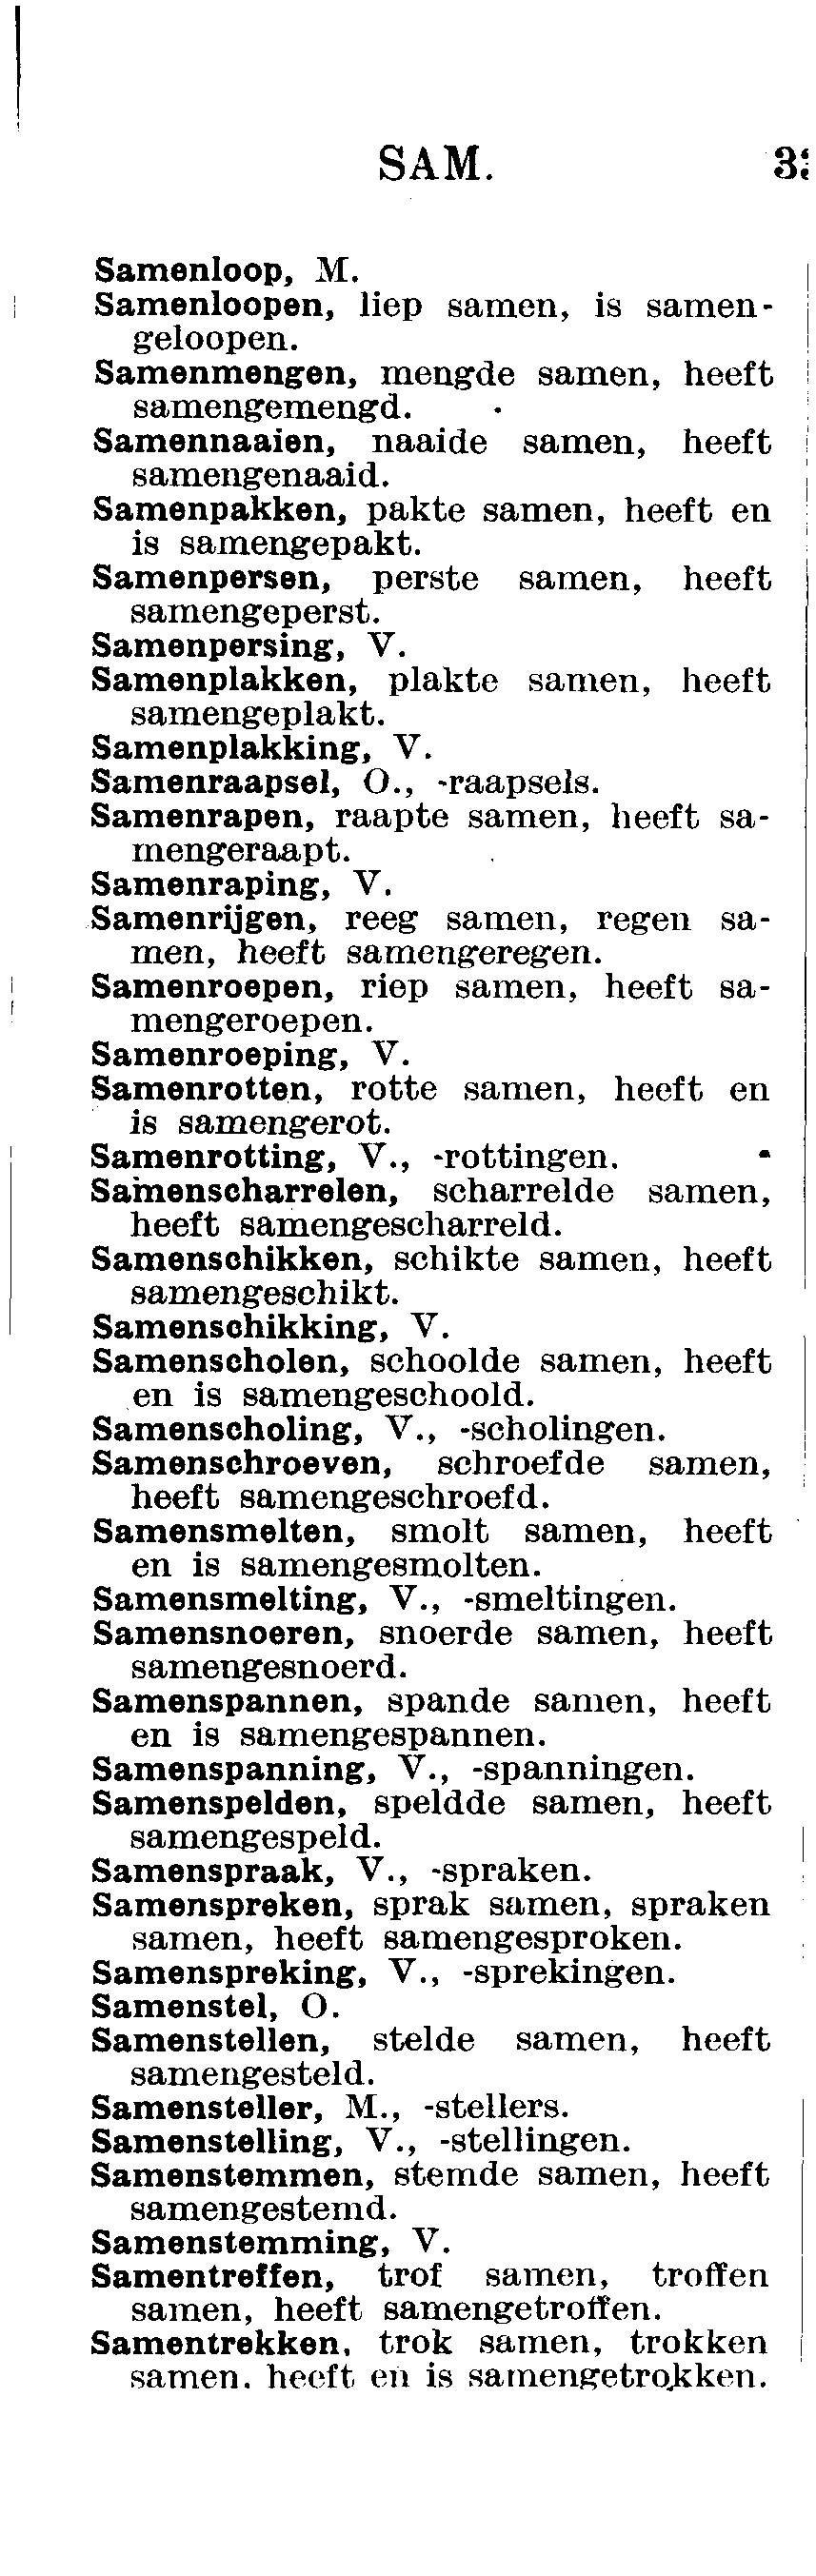 SAM.
Samenloop, M.
Samenloopen, liep samen, is samen-
geloopen.
Samenmengen, mengde samen, heeft
samengemengd.
Samennaaien, naaide samen, heeft
samengenaaid.
Samenpakken, pakte samen, heeft en
is samengepakt.
Samenpersen, perste samen, heeft
samengeperst.
Samenpersing, V.
Samenplakken, plakte samen, heeft
samengeplakt.
Samenplakking, V.
Samenraapsel, O., -raapsels.
Samenrapen, raapte samen, heeft sa-
mengeraapt.
Samenraping, V.
Samenrijgen, reeg samen, regen sa-
men, heeft samengeregen.
Samenroepen, riep samen, heeft sa-
mengeroepen.
Samenroeping, V.
Samenrotten, rotte samen, heeft en
is samengerot.
Samenrotting, V., -rottingen.
Samenscharrelen, scharrelde samen,
heeft samengescharreld.
Samenschikken, schikte samen, heeft
samengeschikt.
Samenschikking, V.
Samenscholen, schoolde samen, heeft
en is samengeschoold.
Samenscholing, V., -scholingen.
Samenschroeven, schroefde samen,
heeft samengeschroefd.
Samensmelten, smolt samen, heeft
en is samengesmolten.
Samensmelting, V., -smeltingen.
Samensnoeren, snoerde samen, heeft
samengesnoerd.
Samenspannen, spande samen, heeft
en is samengespannen.
Samenspanning, V., -spanningen.
Samenspelden, speldde samen, heeft
samengespeld.
Samenspraak, V., -spraken.
Samenspreken, sprak samen, spraken
samen, heeft samengesproken.
Samenspreking, V., -sprekingen.
Samenstel, O.
Samenstellen, stelde samen, heeft
samengesteld.
Samensteller, M., -stellers.
Samenstelling, V., -stellingen.
Samenstemmen, stemde samen, heeft
samengestemd.
Samenstemming, V.
Samentreffen, trof samen, troffen
samen, heeft samengetroffen.
Samentrekken, trok samen, trokken
samen. heeft en is samengetrokken.